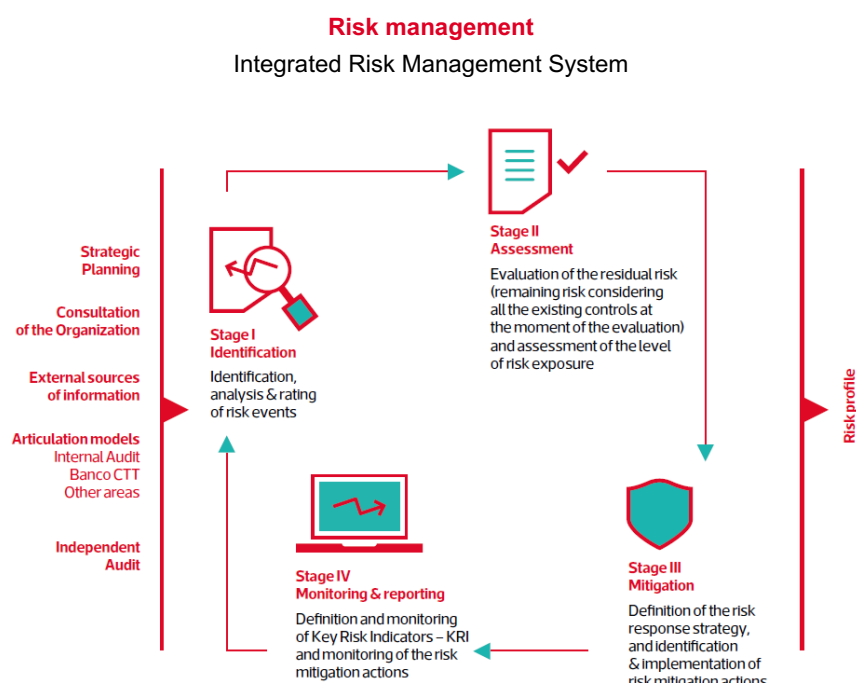 Risk management
Integrated Risk Management System
Strategic
Planning
Consultation
of the Organization
External sources
of information
Articulation models
Internal Audit
Banco CTT
Other areas
Independent
Audit
Stage I
Identification
Identification,
analysis & rating
of risk events
Stage II
Assessment
Evaluation of the residual risk
(remaining risk considering
all the existing controls at
the moment of the evaluation)
and assessment of the level
of risk exposure
Stage III
Mitigation
Definition of the risk
response strategy,
and identification
& implementation of
risk mitigation actions
Stage IV
Monitoring & reporting
Definition and monitoring
of Key Risk Indicators – KRI
and monitoring of the risk
mitigation actions
Risk profile